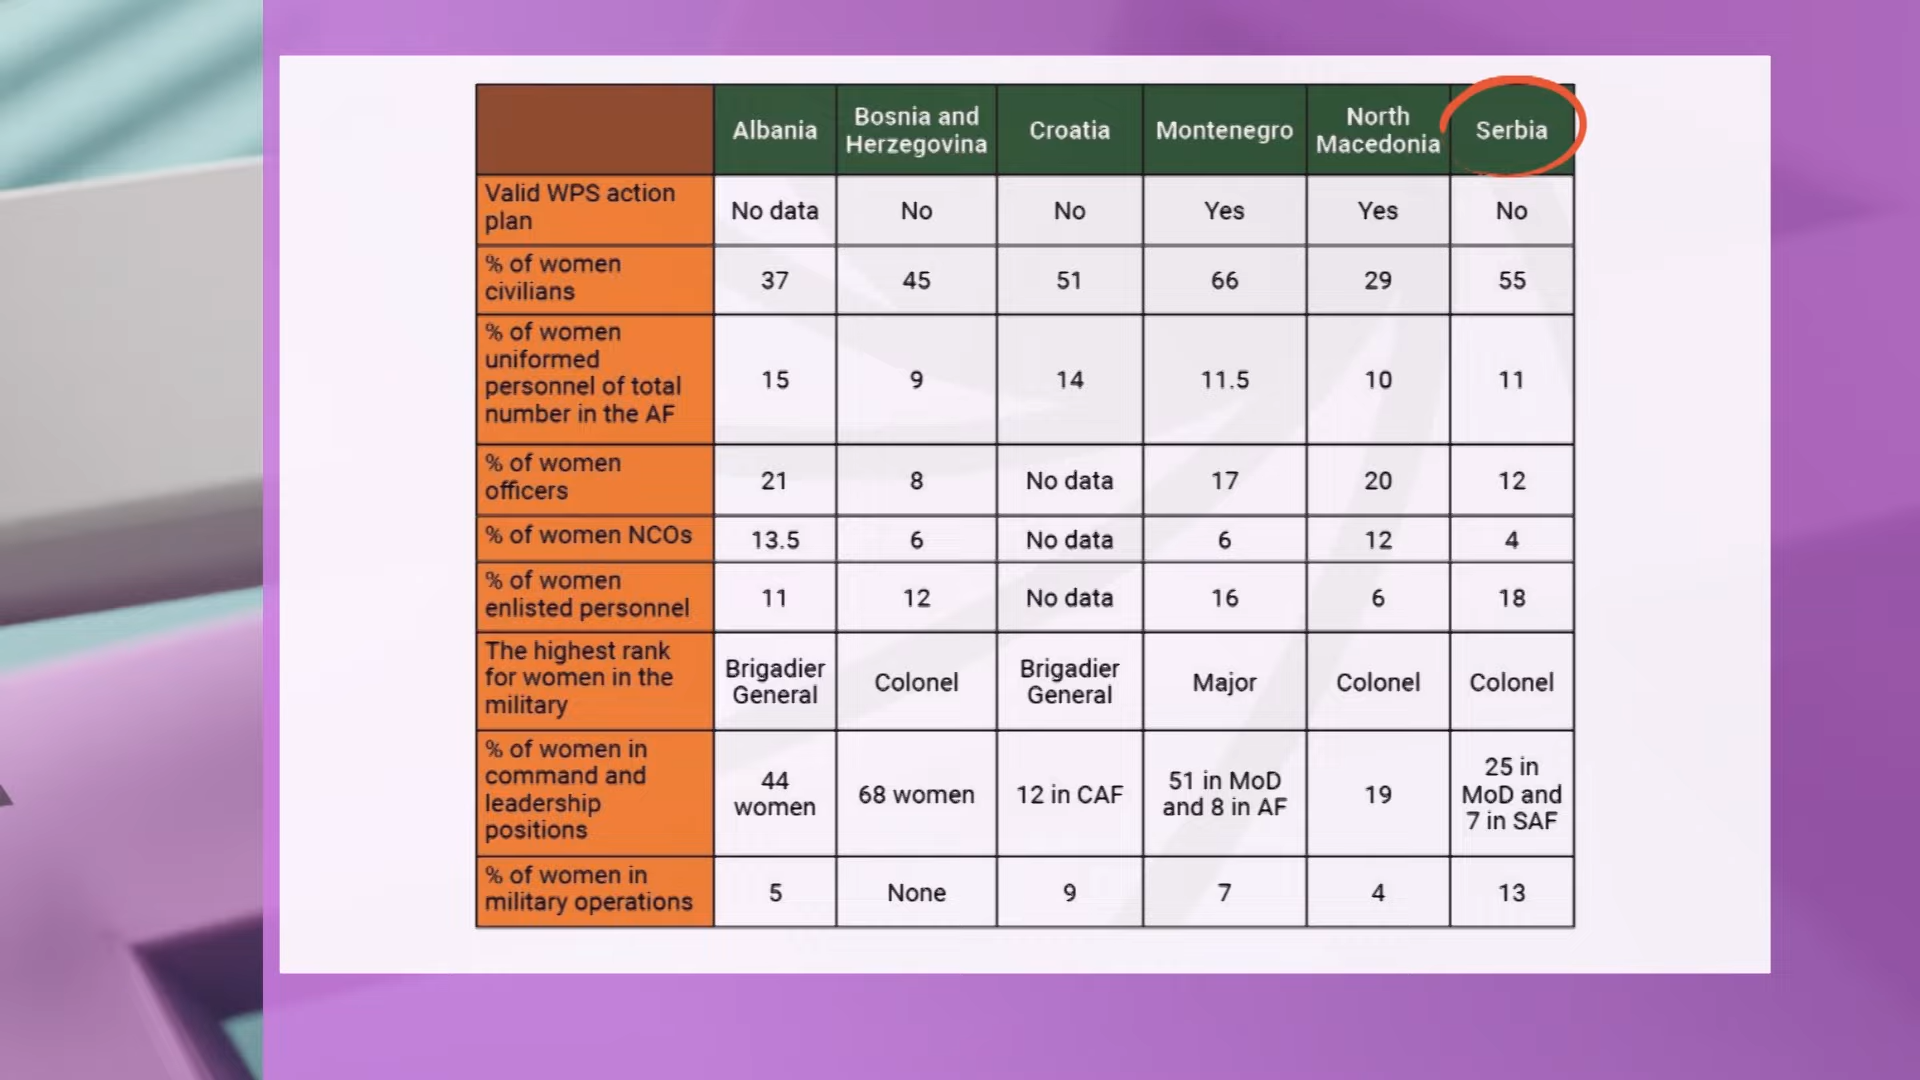 Albania
Bosnia and
Herzegovina
Croatia
Montenegro
North
Macedonia
Serbia
Valid WPS action
plan
No data
No
No
Yes
Yes
No
% of women
civilians
37
45
51
66
29
55
% of women
uniformed
personnel of total
number in the AF
15
9
14
11.5
10
11
% of women
officers
21
8
No data
17
20
12
% of women NCOs
13.5
6
No data
6
12
4
% of women
enlisted personnel
11
12
No data
16
6
18
The highest rank
for women in the
military
Brigadier
General
Colonel
Brigadier
General
Major
Colonel
Colonel
% of women in
command and
leadership
positions
44
women
68 women
12 in CAF
51 in MoD
and 8 in AF
19
25 in
MoD and
7 in SAF
% of women in
military operations
5
None
9
7
4
13